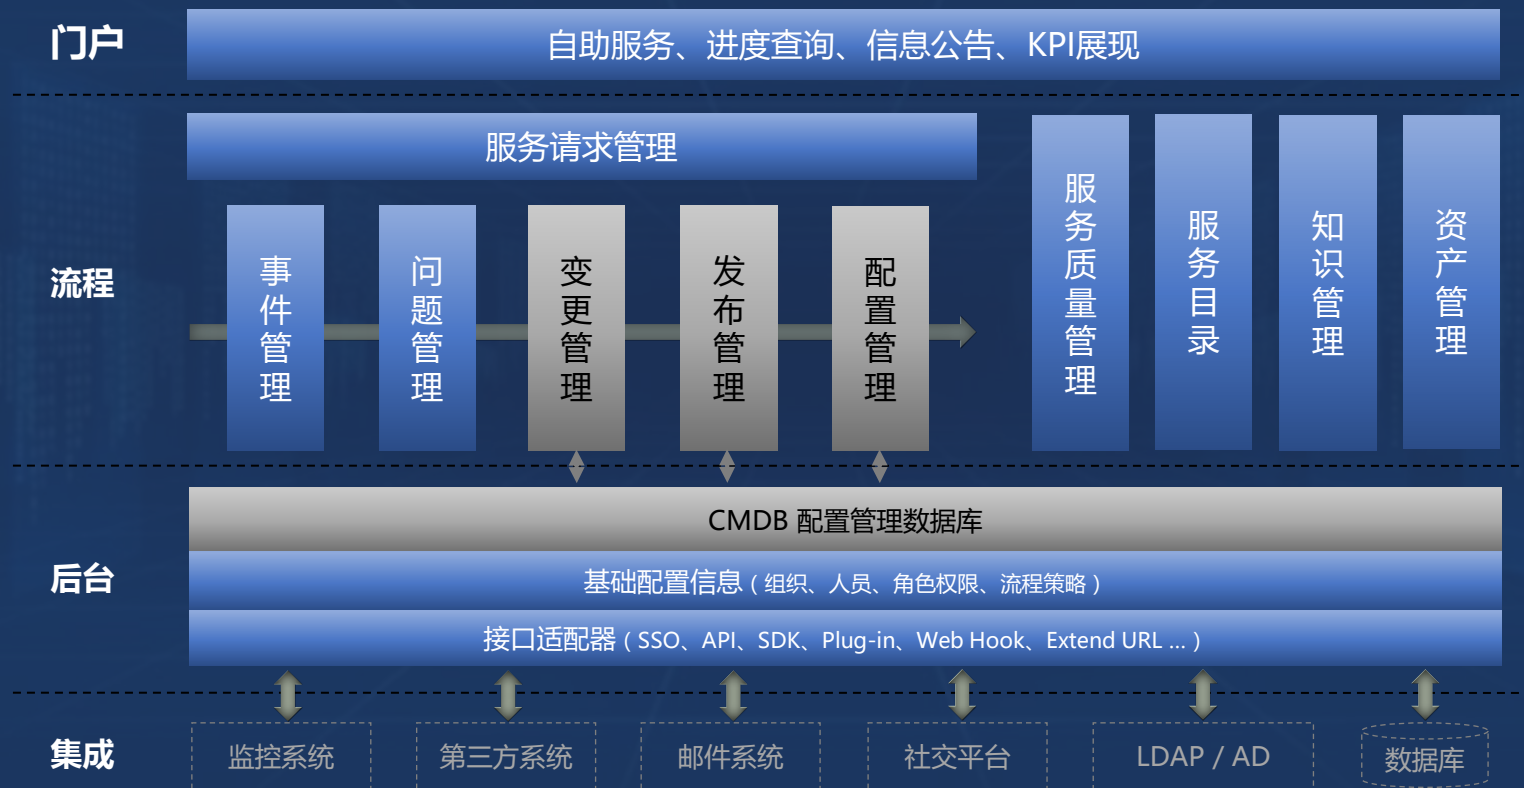 门户
自助服务、进度查询、信息公告、KPI展现
流程
服务请求管理
事件管理
问题管理
变更管理
发布管理
配置管理
服务质量管理
服务目录
知识管理
资产管理
后台
CMDB 配置管理数据库
基础配置信息（组织、人员、角色权限、流程策略）
接口适配器（SSO、API、SDK、Plug-in、Web Hook、Extend URL ...）
集成
监控系统
第三方系统
邮件系统
社交平台
LDAP / AD
数据库